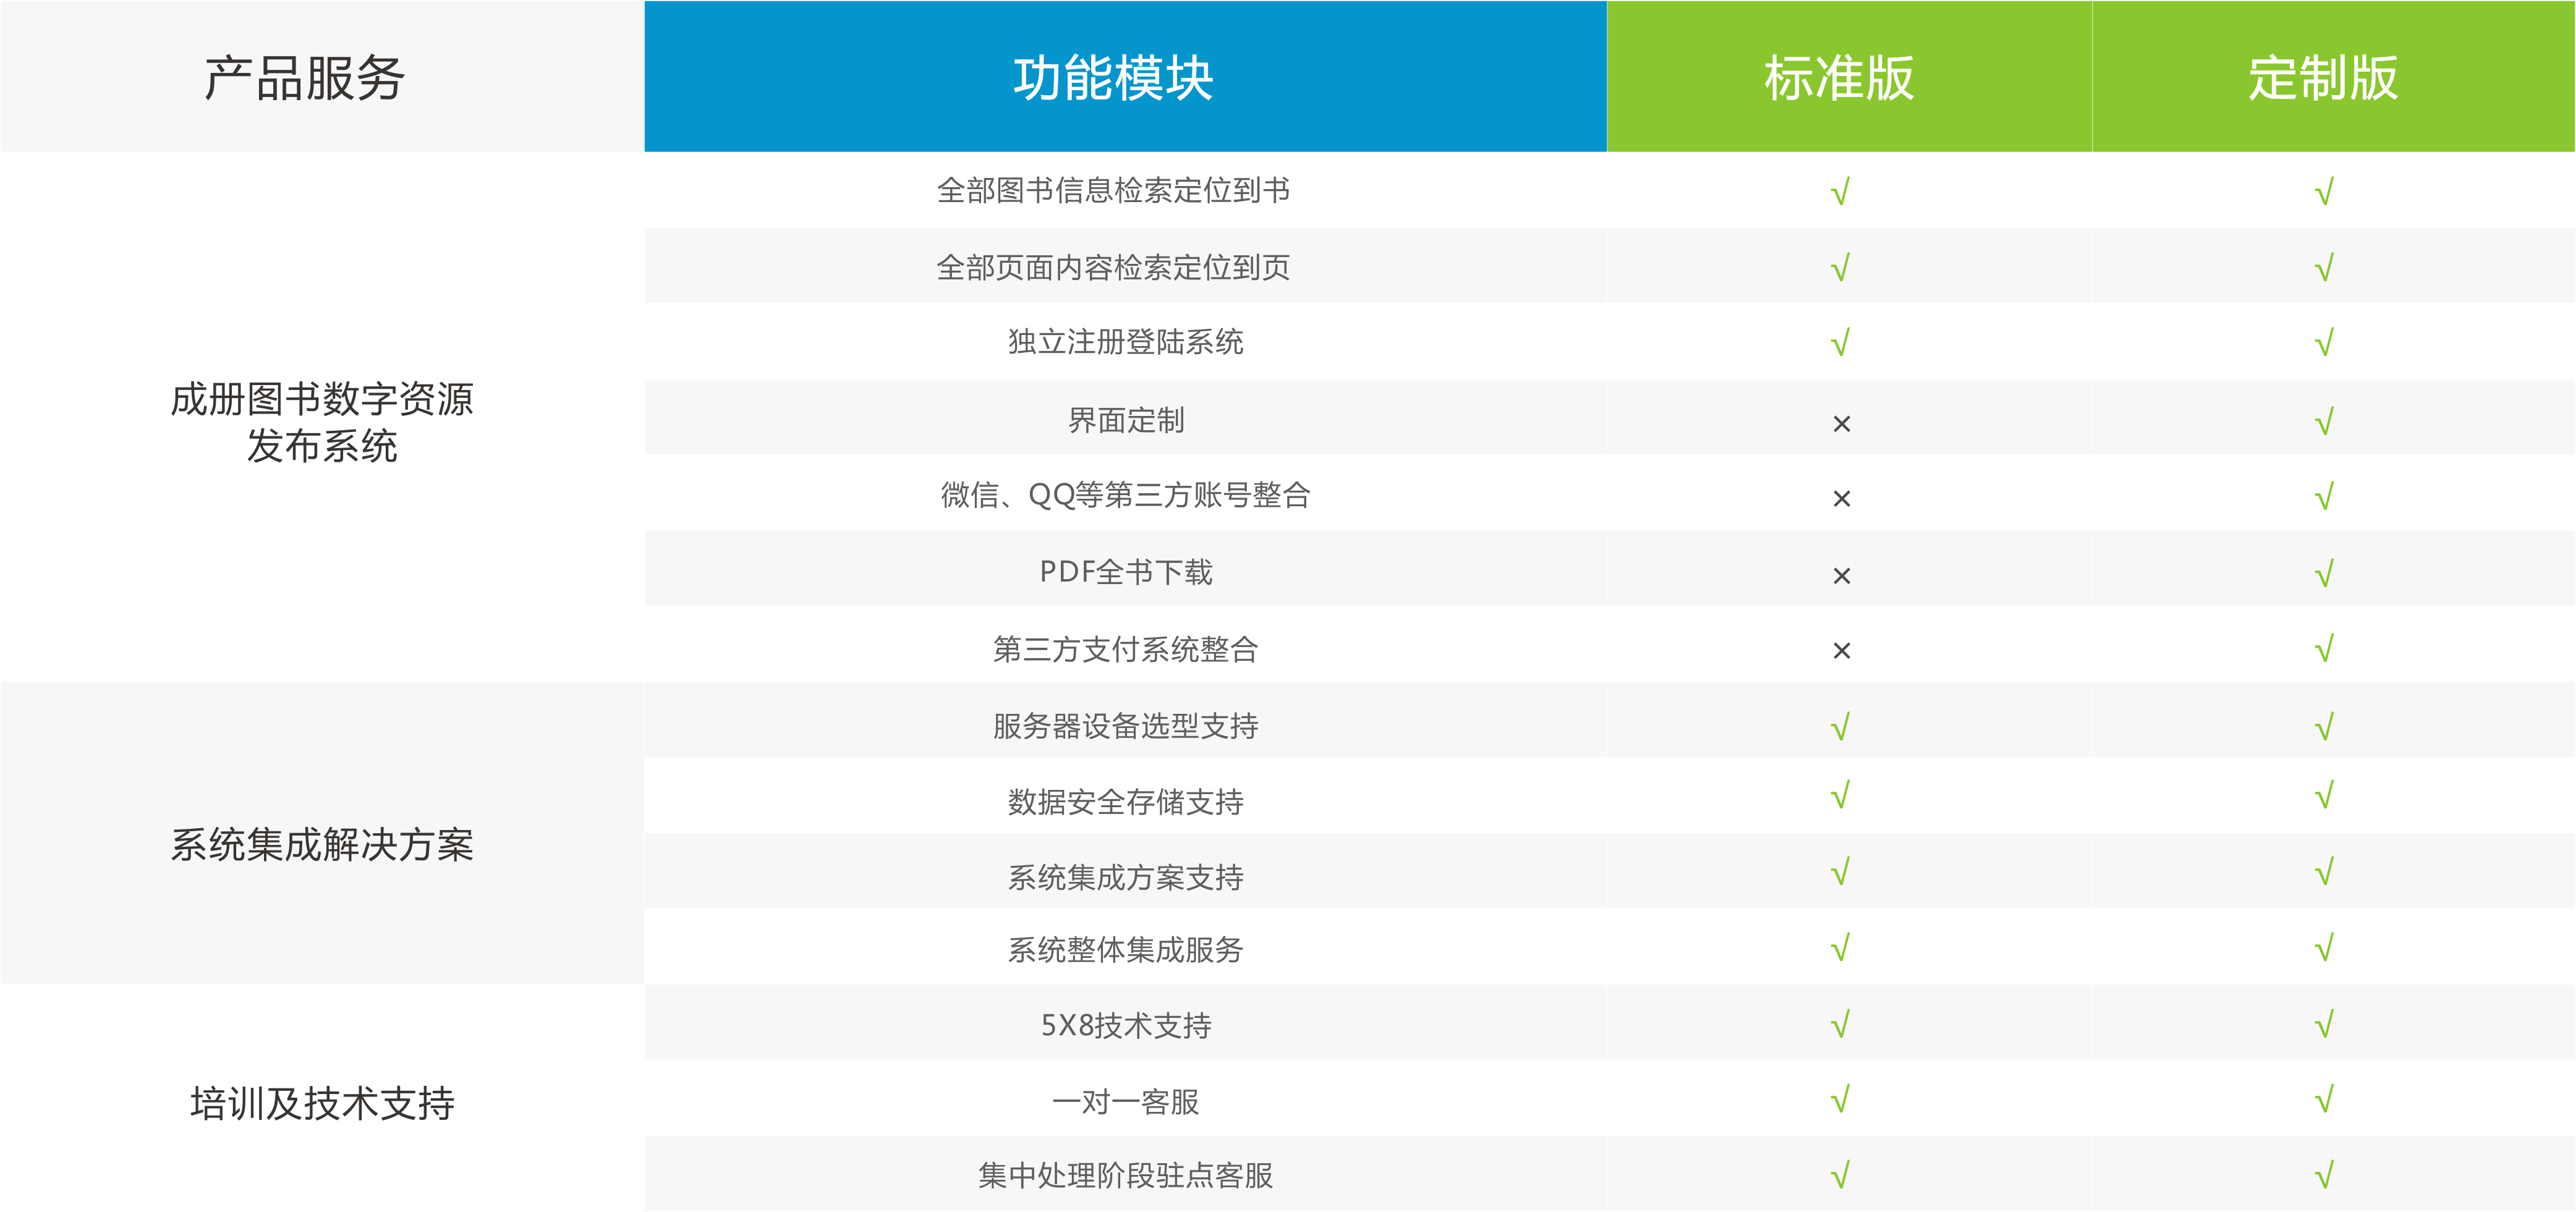 产品服务 功能模块 标准版 定制版
成册图书数字资源
发布系统
全部图书信息检索定位到书 √ √
全部页面内容检索定位到页 √ √
独立注册登陆系统 √ √
界面定制 × √
微信、QQ等第三方账号整合 × √
PDF全书下载 × √
第三方支付系统整合 × √
系统集成解决方案
服务器设备选型支持 √ √
数据安全存储支持 √ √
系统集成方案支持 √ √
系统整体集成服务 √ √
培训及技术支持
5X8技术支持 √ √
一对一客服 √ √
集中处理阶段驻点客服 √ √